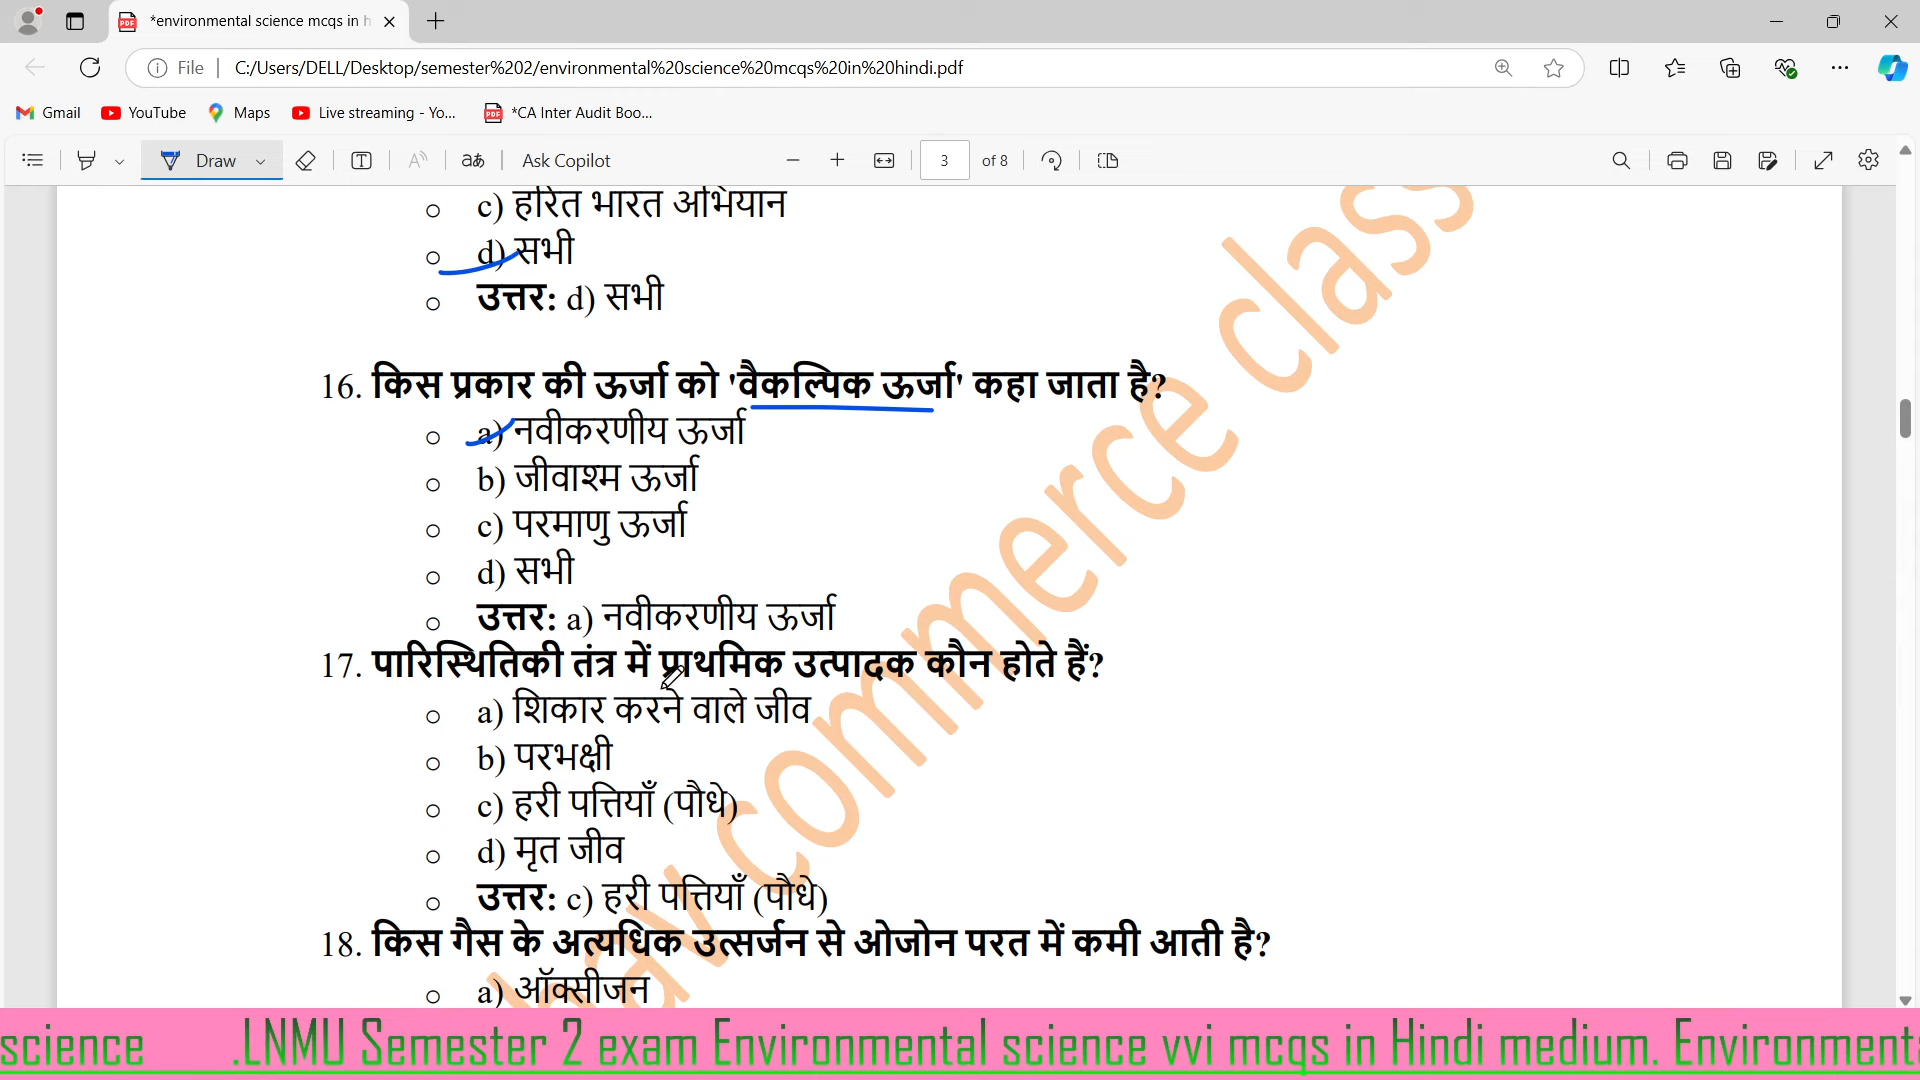 *environmental science mcqs in h
File
C:/Users/DELL/Desktop/semester%202/environmental%20science%20mcqs%20in%20hindi.pdf
Gmail YouTube Maps Live streaming - Yo... *CA Inter Audit Boo...
Draw Ask Copilot 3 of 8
c) हरित भारत अभियान
d) सभी
उत्तर: d) सभी
16. किस प्रकार की ऊर्जा को 'वैकल्पिक ऊर्जा' कहा जाता है?
a) नवीकरणीय ऊर्जा
b) जीवाश्म ऊर्जा
c) परमाणु ऊर्जा
d) सभी
उत्तर: a) नवीकरणीय ऊर्जा
17. पारिस्थितिकी तंत्र में प्राथमिक उत्पादक कौन होते हैं?
a) शिकार करने वाले जीव
b) परभक्षी
c) हरी पत्तियाँ (पौधे)
d) मृत जीव
उत्तर: c) हरी पत्तियाँ (पौधे)
18. किस गैस के अत्यधिक उत्सर्जन से ओजोन परत में कमी आती है?
a) ऑक्सीजन
commerce class
science .LNMU Semester 2 exam Environmental science vvi mcqs in Hindi medium. Environment